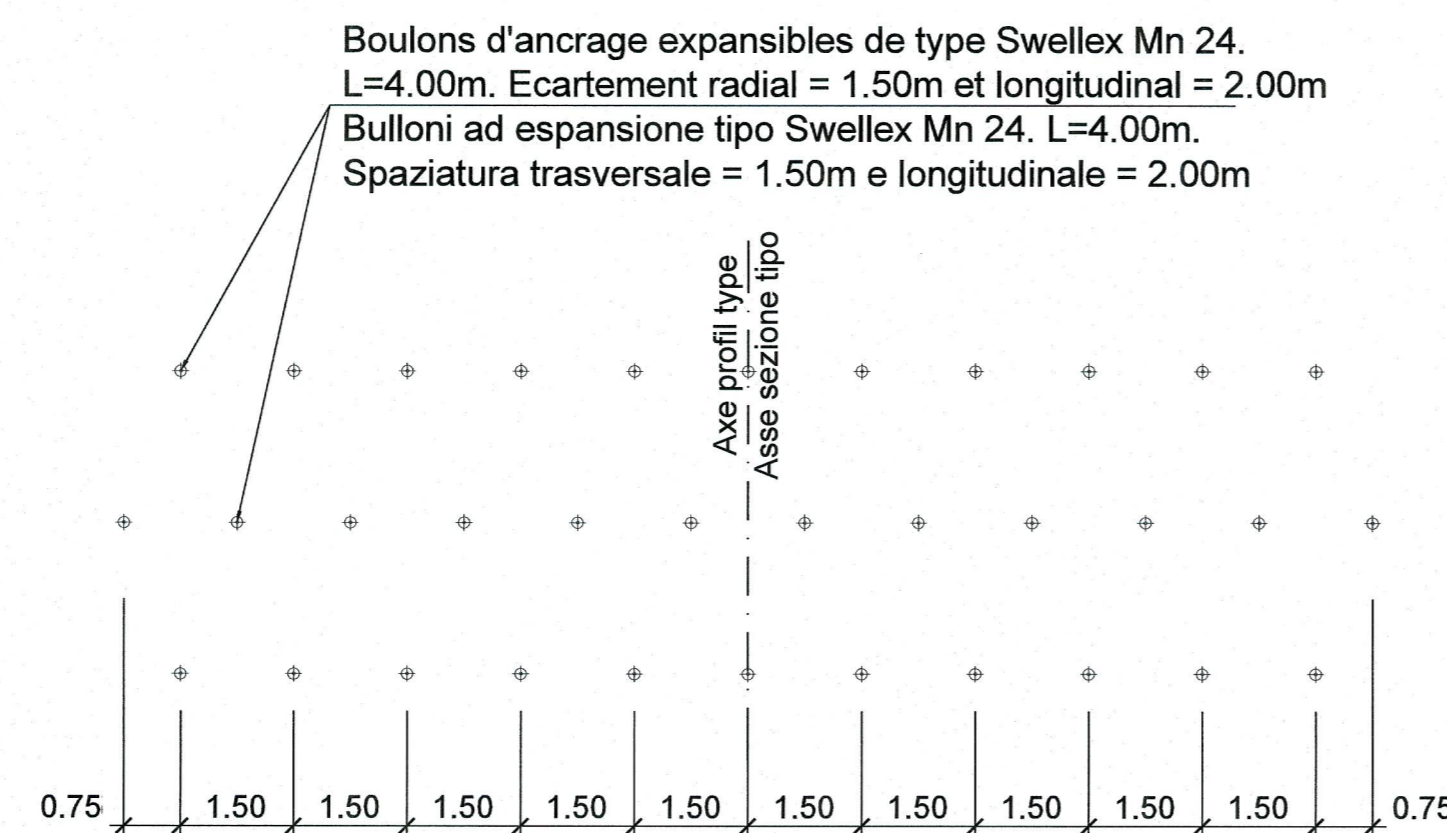 Boulons d'ancrage expansibles de type Swellex Mn 24.
L=4.00m. Ecartement radial = 1.50m et longitudinal = 2.00m
Bulloni ad espansione tipo Swellex Mn 24. L=4.00m.
Spaziatura trasversale = 1.50m e longitudinale = 2.00m
Axe profil type
Asse sezione tipo
0.75 1.50 1.50 1.50 1.50 1.50 1.50 1.50 1.50 1.50 1.50 0.75